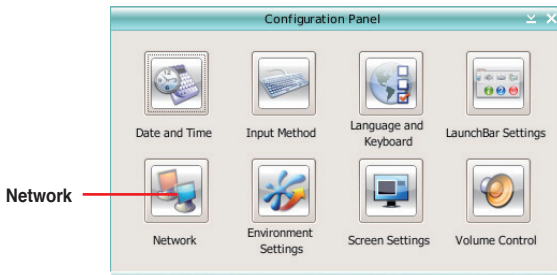 Configuration Panel
Date and Time
Input Method
Language and
Keyboard
LaunchBar Settings
Network
Network
Environment
Settings
Screen Settings
Volume Control